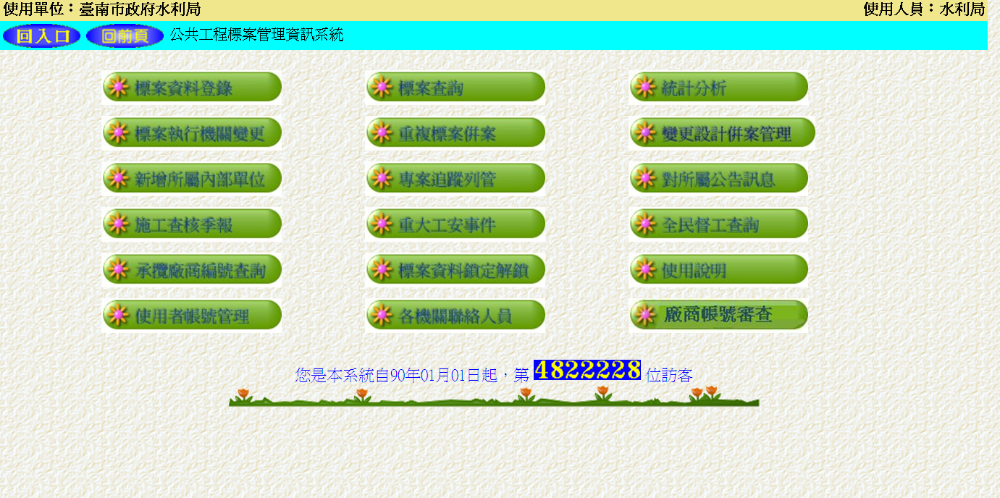 使用單位：臺南市政府水利局 使用人員：水利局
回入口 回前頁 公共工程標案管理資訊系統
標案資料登錄 標案查詢 統計分析
標案執行機關變更 重複標案併案 變更設計併案管理
新增所屬內部單位 專案追蹤列管 對所屬公告訊息
施工查核季報 重大工安事件 全民督工查詢
承攬廠商編號查詢 標案資料鎖定解鎖 使用說明
使用者帳號管理 各機關聯絡人員 廠商帳號審查
您是本系統自90年01月01日起，第 4822228 位訪客